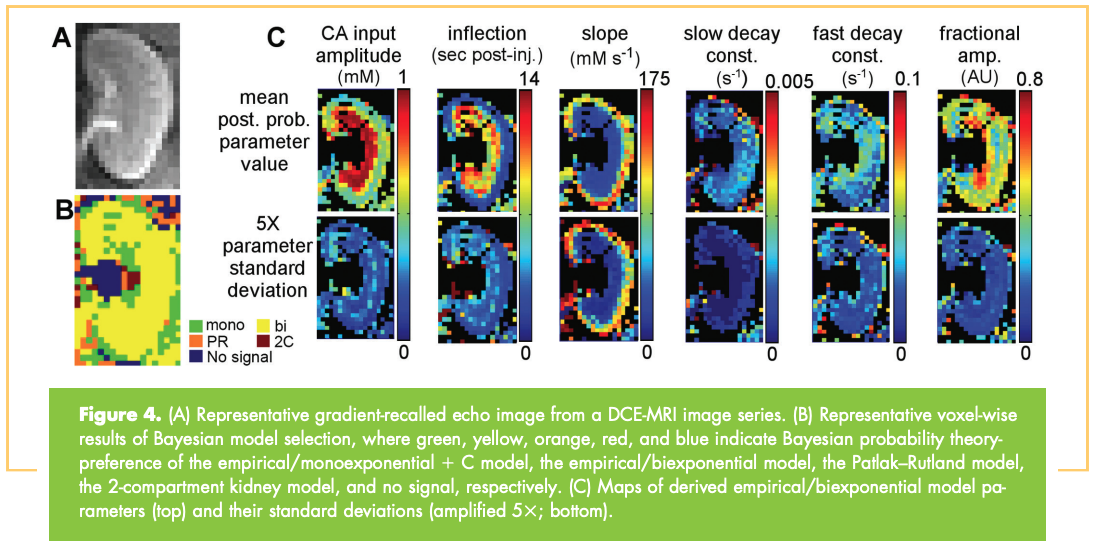 A
B
mono
bi
PR
2C
No signal
C
CA input
amplitude
(mM)
1
inflection
(sec post-inj.)
14
slope
(mM s-1)
175
slow decay
const.
(s-1)
0.005
fast decay
const.
(s-1)
0.1
fractional
amp.
(AU)
0.8
mean
post. prob.
parameter
value
5X
parameter
standard
deviation
0
0
0
0
0
0
Figure 4. (A) Representative gradient-recalled echo image from a DCE-MRI image series. (B) Representative voxel-wise
results of Bayesian model selection, where green, yellow, orange, red, and blue indicate Bayesian probability theory-
preference of the empirical/monoexponential + C model, the empirical/biexponential model, the Patlak–Rutland model,
the 2-compartment kidney model, and no signal, respectively. (C) Maps of derived empirical/biexponential model pa-
rameters (top) and their standard deviations (amplified 5×; bottom).